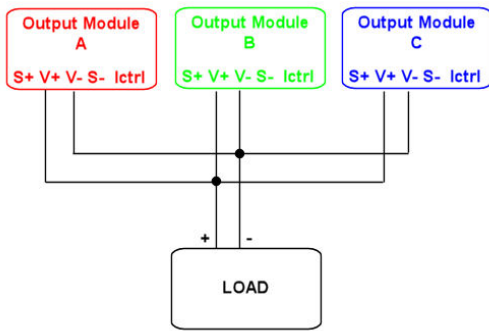 Output Module
A
S+ V+ V- S- Ictrl
Output Module
B
S+ V+ V- S- Ictrl
Output Module
C
S+ V+ V- S- Ictrl
+ -
LOAD